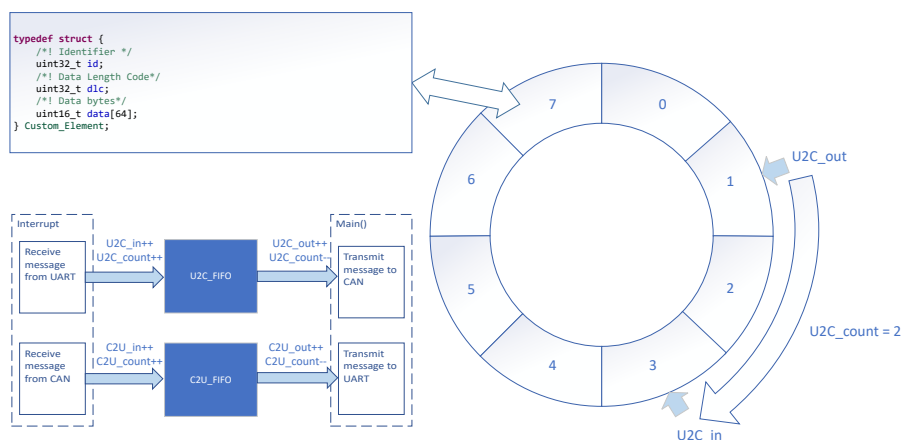 typedef struct {
/*! Identifier */
uint32_t id;
/*! Data Length Code*/
uint32_t dlc;
/*! Data bytes*/
uint16_t data[64];
} Custom_Element;
7
0
6
1
5
2
4
3
U2C_out
U2C_count = 2
U2C_in
Interrupt
Main()
Receive
message
from UART
U2C_in++
U2C_count++
U2C_FIFO
U2C_out++
U2C_count--
Transmit
message to
CAN
Receive
message
from CAN
C2U_in++
C2U_count++
C2U_FIFO
C2U_out++
C2U_count--
Transmit
message to
UART